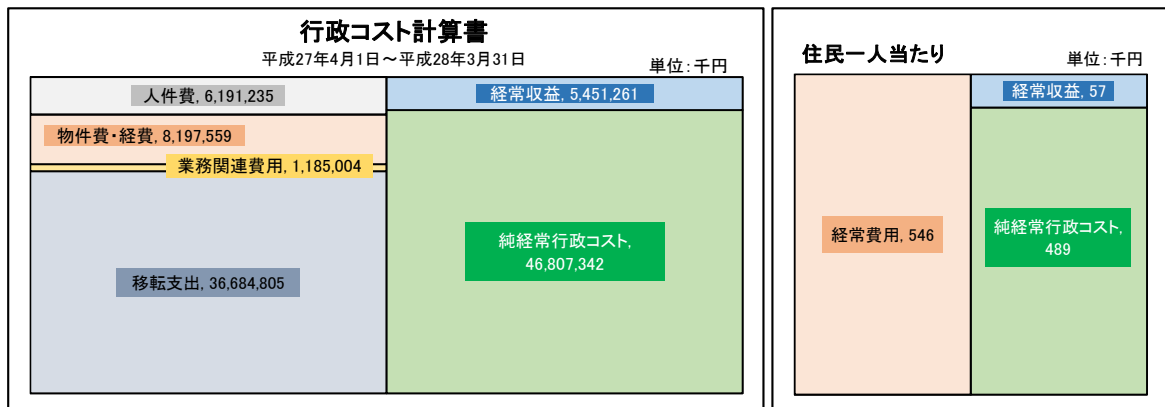 行政コスト計算書
平成27年4月1日～平成28年3月31日
単位：千円
人件費, 6,191,235
物件費・経費, 8,197,559
業務関連費用, 1,185,004
移転支出, 36,684,805
経常収益, 5,451,261
純経常行政コスト,
46,807,342
住民一人当たり
単位：千円
経常費用, 546
経常収益, 57
純経常行政コスト,
489